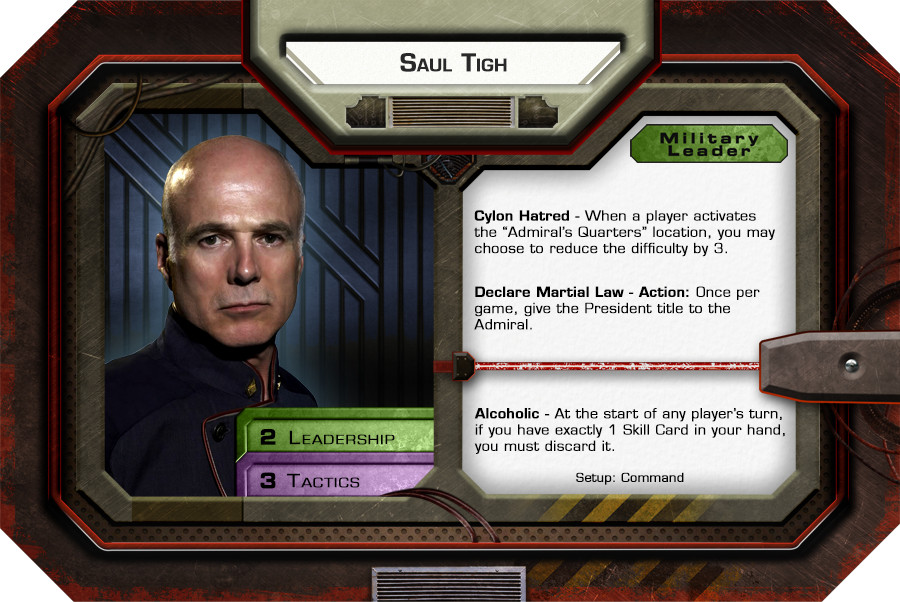 Saul Tigh
Military
Leader
Cylon Hatred - When a player activates
the “Admiral’s Quarters” location, you may
choose to reduce the difficulty by 3.
Declare Martial Law - Action: Once per
game, give the President title to the
Admiral.
Alcoholic - At the start of any player’s turn,
if you have exactly 1 Skill Card in your hand,
you must discard it.
Setup: Command
2 Leadership
3 Tactics